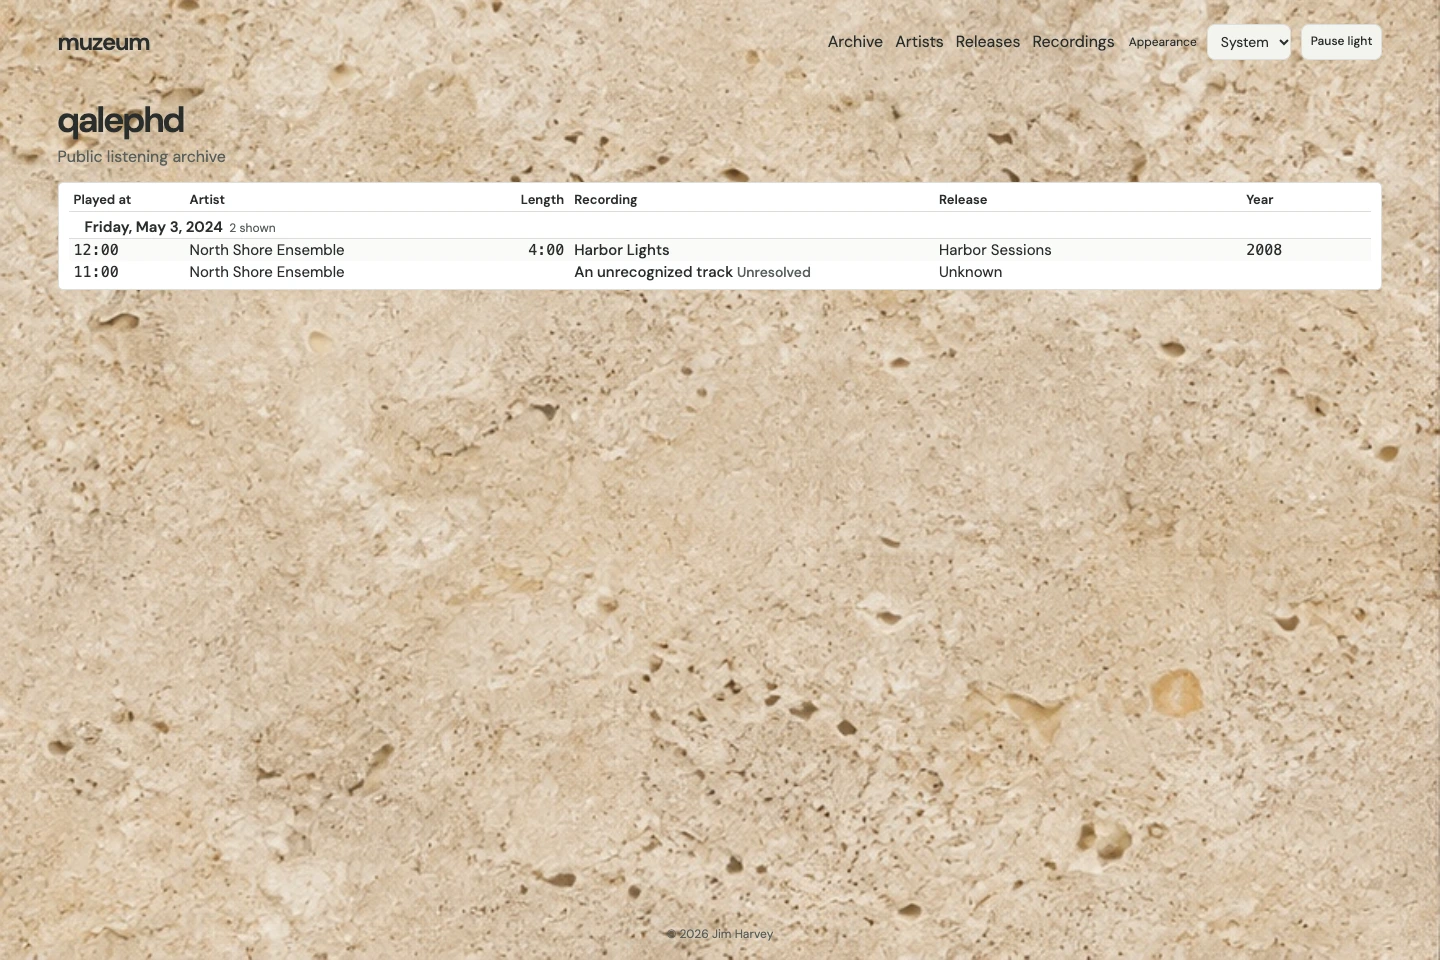 muzeum
Archive Artists Releases Recordings Appearance System Pause light
qalephd
Public listening archive
Played at Artist Length Recording Release Year
Friday, May 3, 2024 2 shown
12:00 North Shore Ensemble 4:00 Harbor Lights Harbor Sessions 2008
11:00 North Shore Ensemble An unrecognized track Unresolved Unknown
© 2026 Jim Harvey